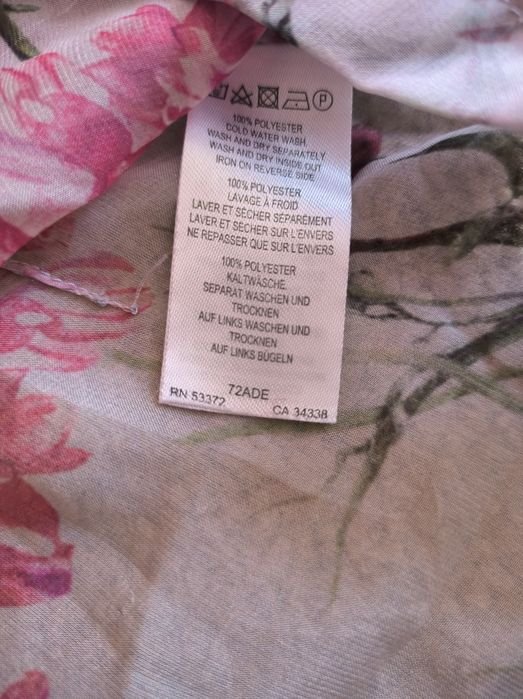 P
100% POLYESTER
COLD WATER WASH,
WASH AND DRY SEPARATELY
WASH AND DRY INSIDE OUT
IRON ON REVERSE SIDE
100% POLYESTER
LAVAGE À FROID
LAVER ET SÉCHER SÉPARÉMENT
LAVER ET SÉCHER SUR L'ENVERS
NE REPASSER QUE SUR L'ENVERS
100% POLYESTER
KALTWÄSCHE,
SEPARAT WASCHEN UND
TROCKNEN
AUF LINKS WASCHEN UND
TROCKNEN
AUF LINKS BÜGELN
72ADE
RN 53372 CA 34338